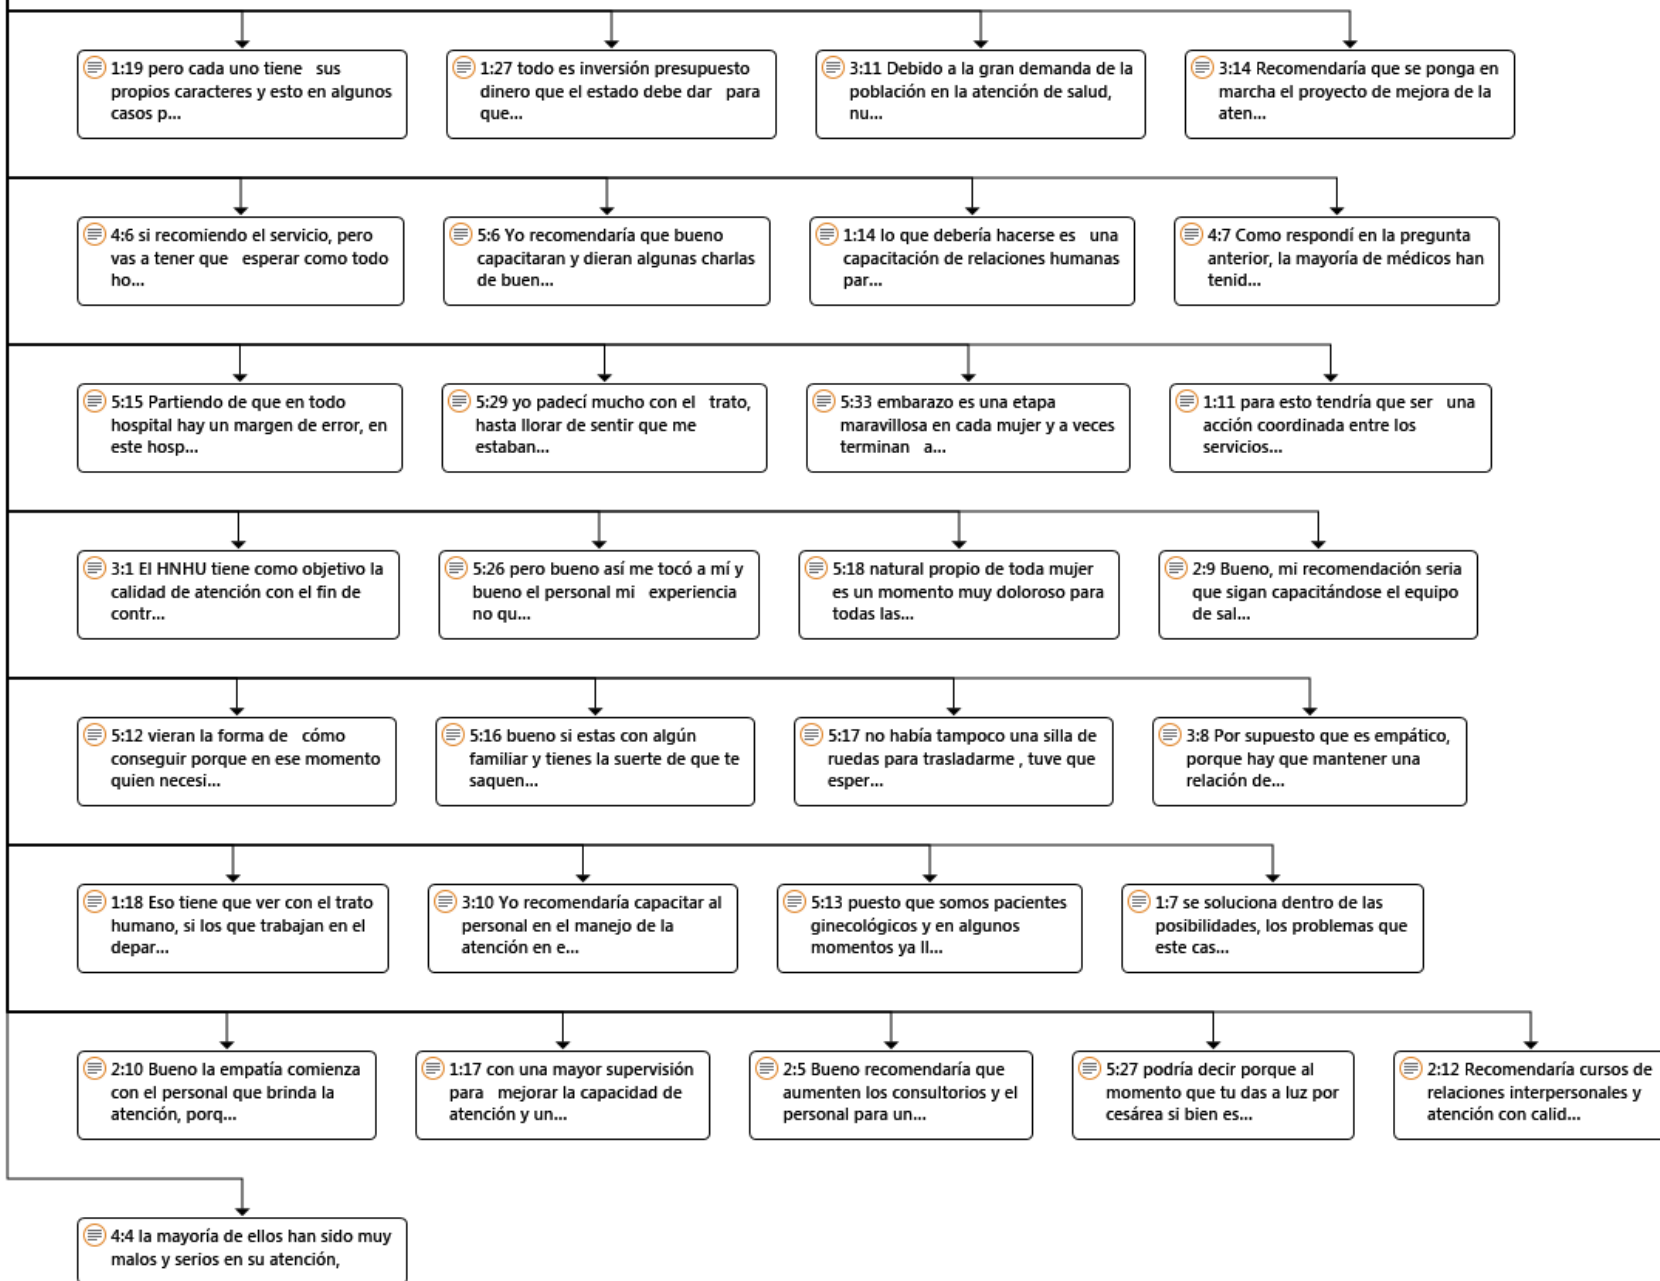 1:19 pero cada uno tiene sus
propios caracteres y esto en algunos
casos p...
1:27 todo es inversión presupuesto
dinero que el estado debe dar para
que...
3:11 Debido a la gran demanda de la
población en la atención de salud,
nu...
3:14 Recomendaría que se ponga en
marcha el proyecto de mejora de la
aten...
4:6 si recomiendo el servicio, pero
vas a tener que esperar como todo
ho...
5:6 Yo recomendaría que bueno
capacitaran y dieran algunas charlas
de buen...
1:14 lo que debería hacerse es una
capacitación de relaciones humanas
par...
4:7 Como respondí en la pregunta
anterior, la mayoría de médicos han
tenid...
5:15 Partiendo de que en todo
hospital hay un margen de error, en
este hosp...
5:29 yo padecí mucho con el trato,
hasta llorar de sentir que me
estaban...
5:33 embarazo es una etapa
maravillosa en cada mujer y a veces
terminan a...
1:11 para esto tendría que ser una
acción coordinada entre los
servicios...
3:1 El HNHU tiene como objetivo la
calidad de atención con el fin de
contr...
5:26 pero bueno así me tocó a mí y
bueno el personal mi experiencia
no qu...
5:18 natural propio de toda mujer
es un momento muy doloroso para
todas las...
2:9 Bueno, mi recomendación seria
que sigan capacitándose el equipo
de sal...
5:12 vieran la forma de cómo
conseguir porque en ese momento
quien necesi...
5:16 bueno si estas con algún
familiar y tienes la suerte de que te
saquen...
5:17 no había tampoco una silla de
ruedas para trasladarme , tuve que
esper...
3:8 Por supuesto que es empático,
porque hay que mantener una
relación de...
1:18 Eso tiene que ver con el trato
humano, si los que trabajan en el
depar...
3:10 Yo recomendaría capacitar al
personal en el manejo de la
atención en e...
5:13 puesto que somos pacientes
ginecológicos y en algunos
momentos ya ll...
1:7 se soluciona dentro de las
posibilidades, los problemas que
este cas...
2:10 Bueno la empatía comienza
con el personal que brinda la
atención, porq...
1:17 con una mayor supervisión
para mejorar la capacidad de
atención y un...
2:5 Bueno recomendaría que
aumenten los consultorios y el
personal para un...
5:27 podría decir porque al
momento que tu das a luz por
cesárea si bien es...
2:12 Recomendaría cursos de
relaciones interpersonales y
atención con calid...
4:4 la mayoría de ellos han sido muy
malos y serios en su atención,